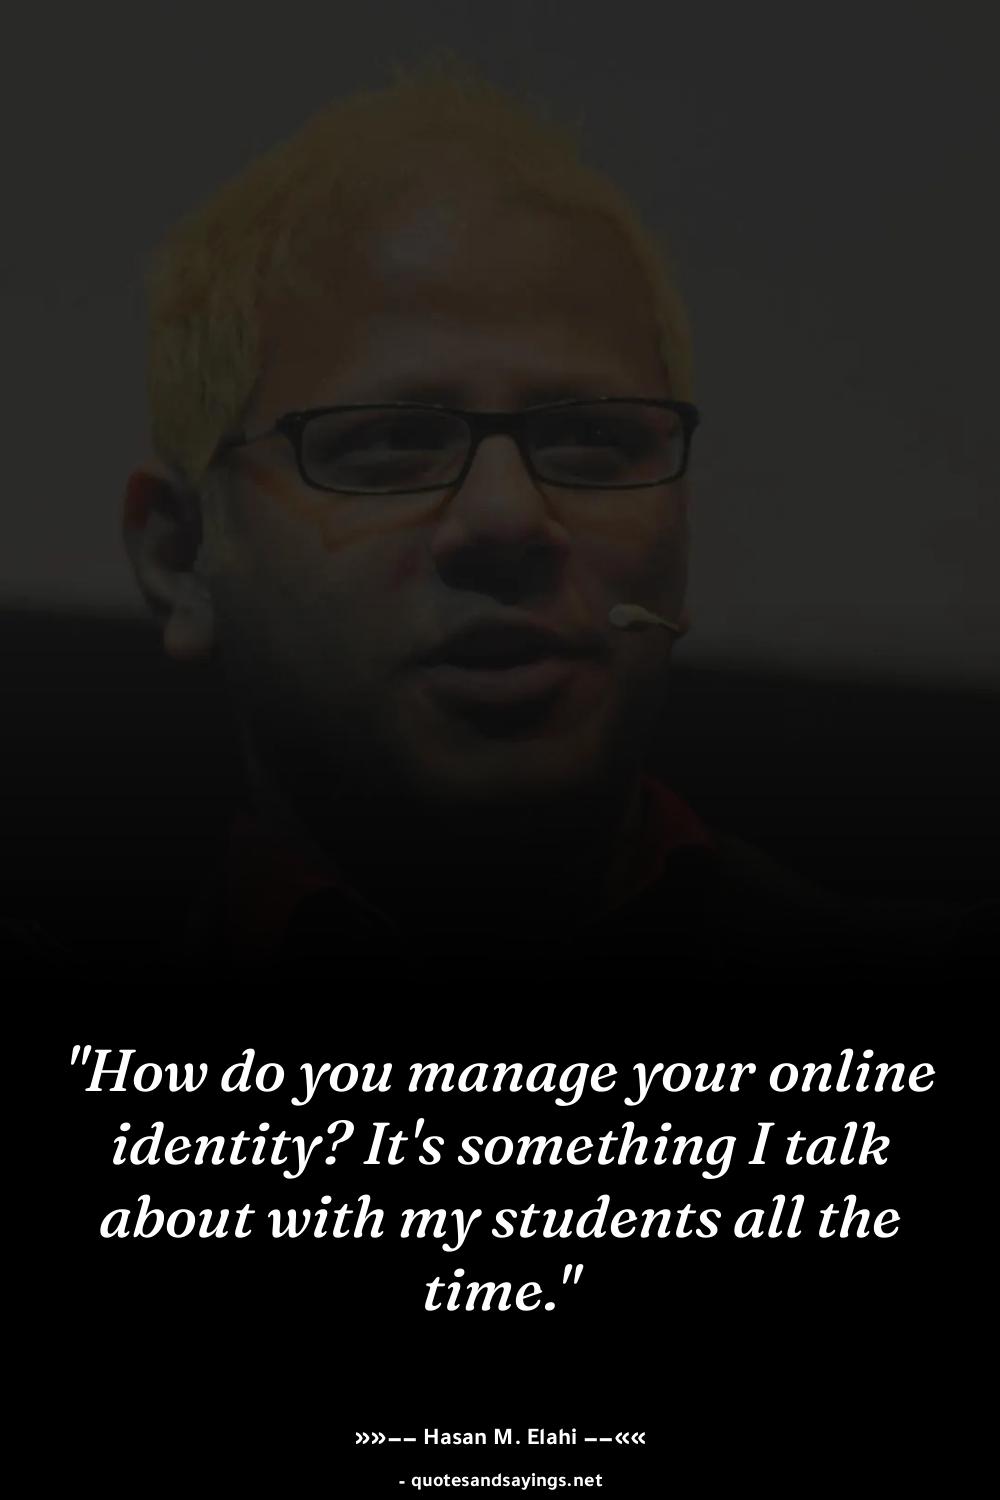 "How do you manage your online
identity? It's something I talk
about with my students all the
time."
»»–– Hasan M. Elahi ––««
- quotesandsayings.net